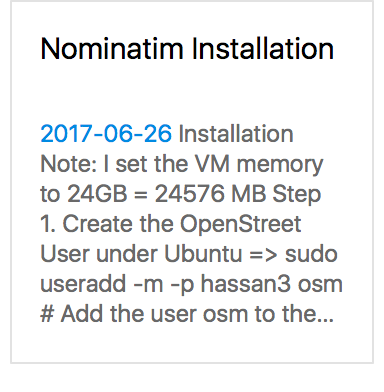 Nominatim Installation
2017-06-26 Installation
Note: I set the VM memory
to 24GB = 24576 MB Step
1. Create the OpenStreet
User under Ubuntu => sudo
useradd -m -p hassan3 osm
# Add the user osm to the...